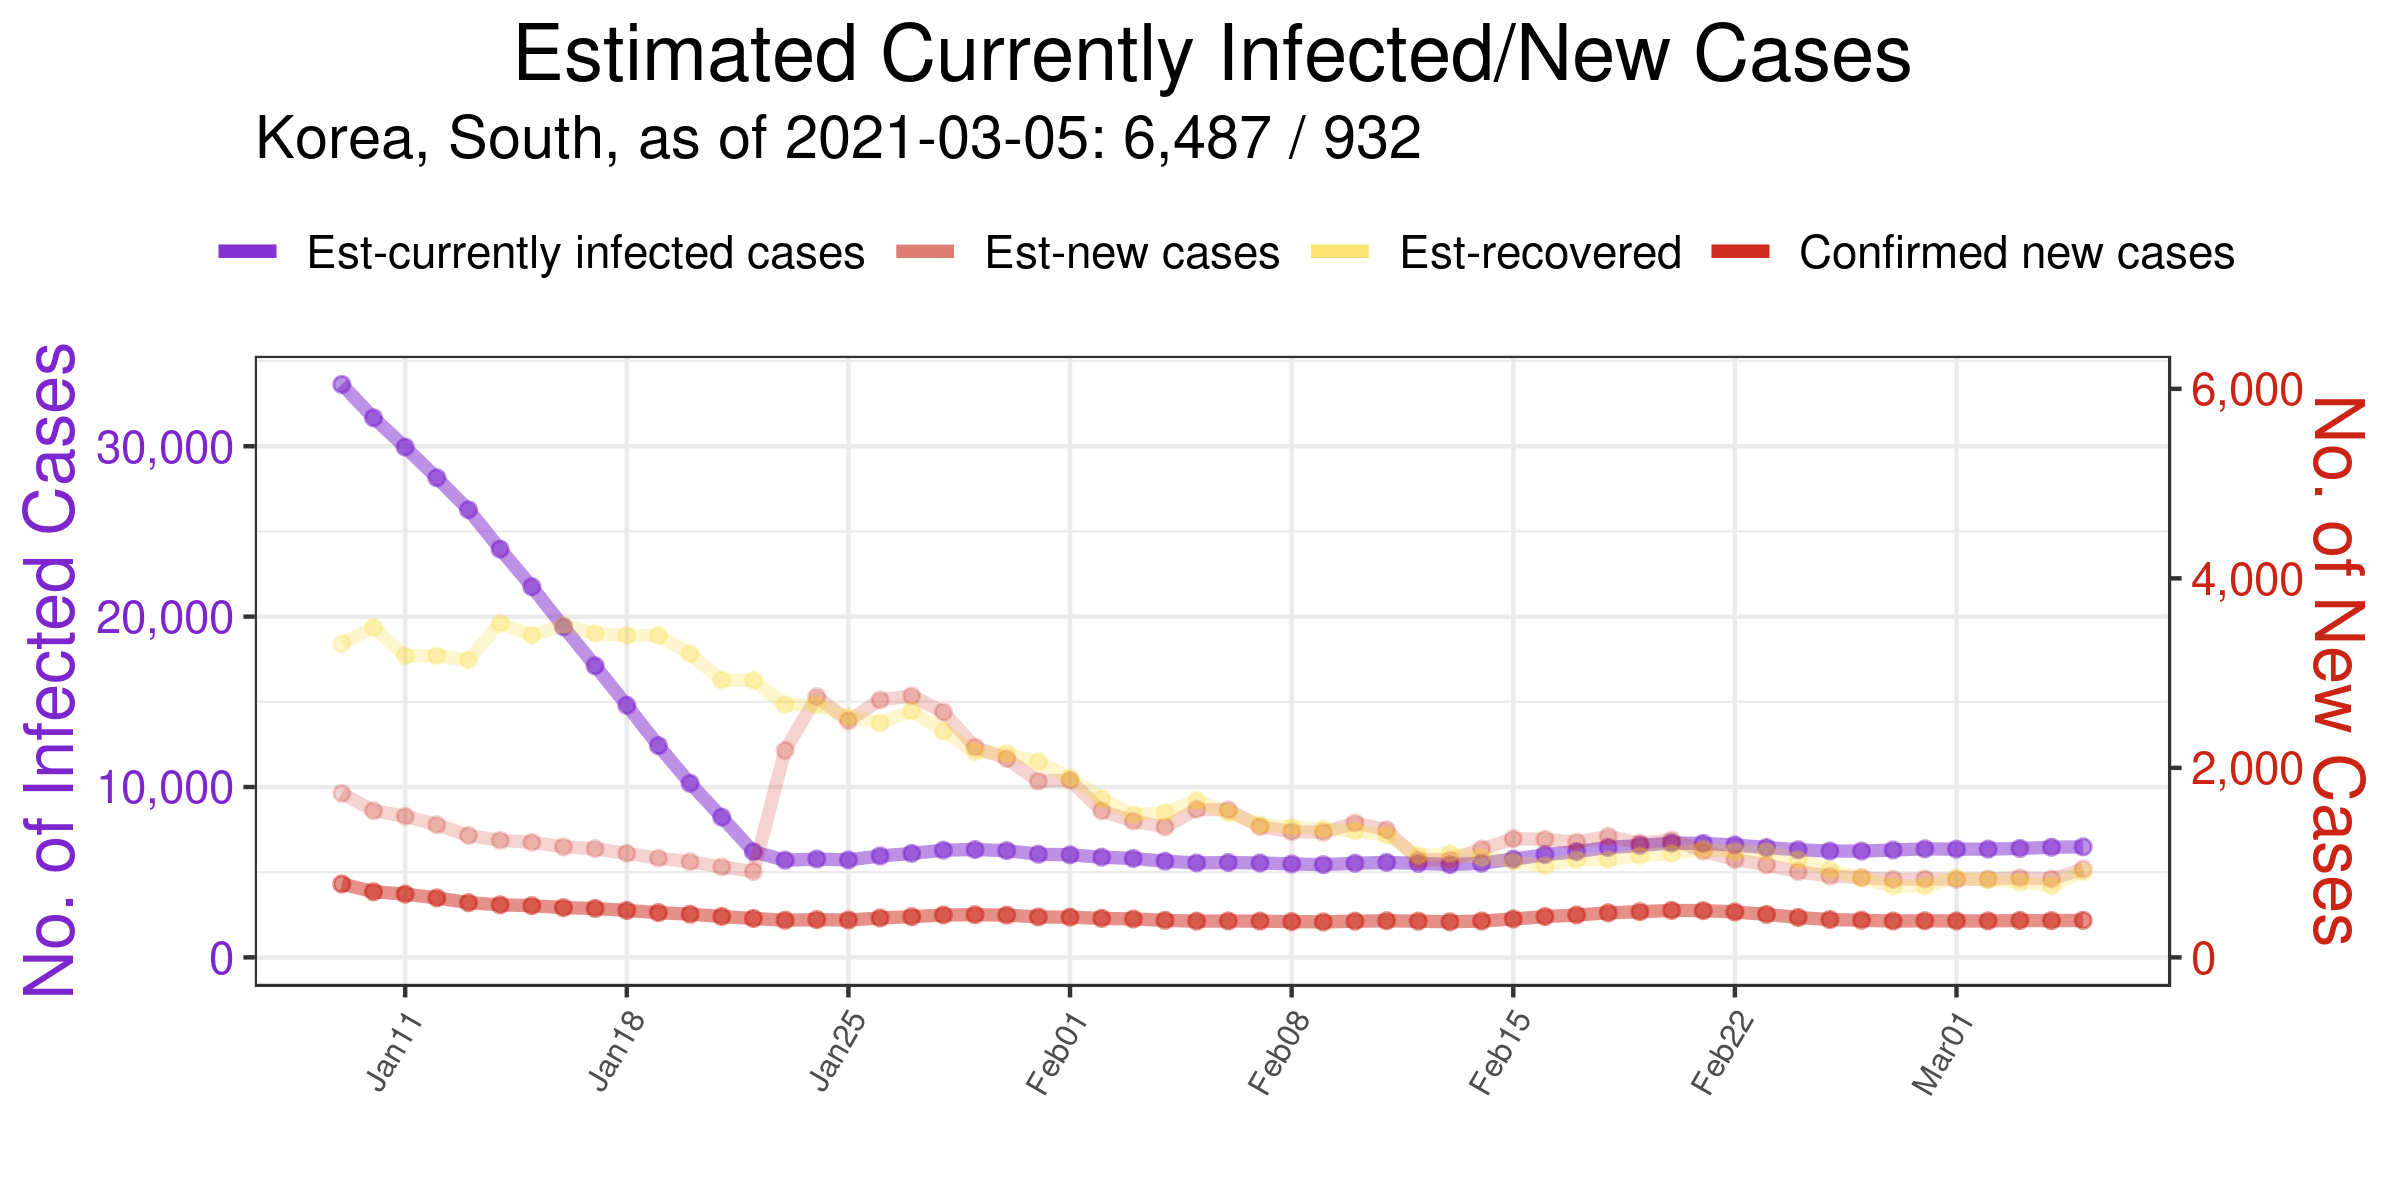 Estimated Currently Infected/New Cases
Korea, South, as of 2021-03-05: 6,487 / 932
Est-currently infected cases Est-new cases Est-recovered Confirmed new cases
No. of Infected Cases
30,000
20,000
10,000
0
6,000
4,000
2,000
0
No. of New Cases
Jan11 Jan18 Jan25 Feb01 Feb08 Feb15 Feb22 Mar01